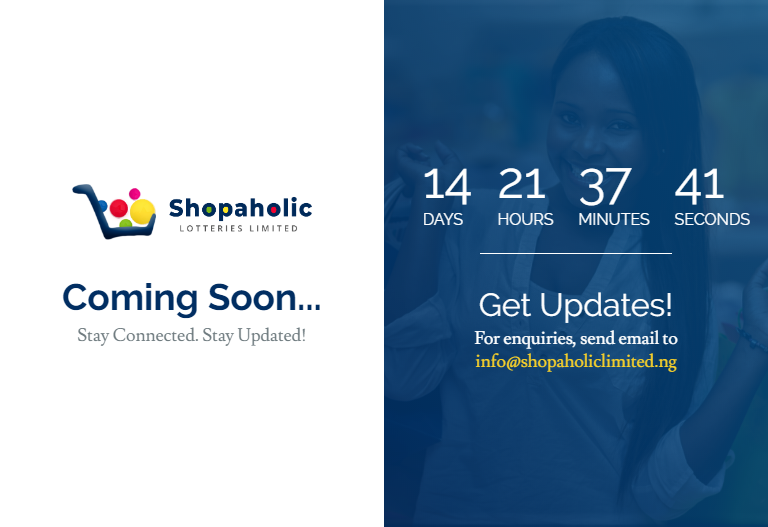 Shopaholic
LOTTERIES LIMITED
Coming Soon...
Stay Connected. Stay Updated!
14 21 37 41
DAYS HOURS MINUTES SECONDS
Get Updates!
For enquiries, send email to
info@shopaholiclimited.ng